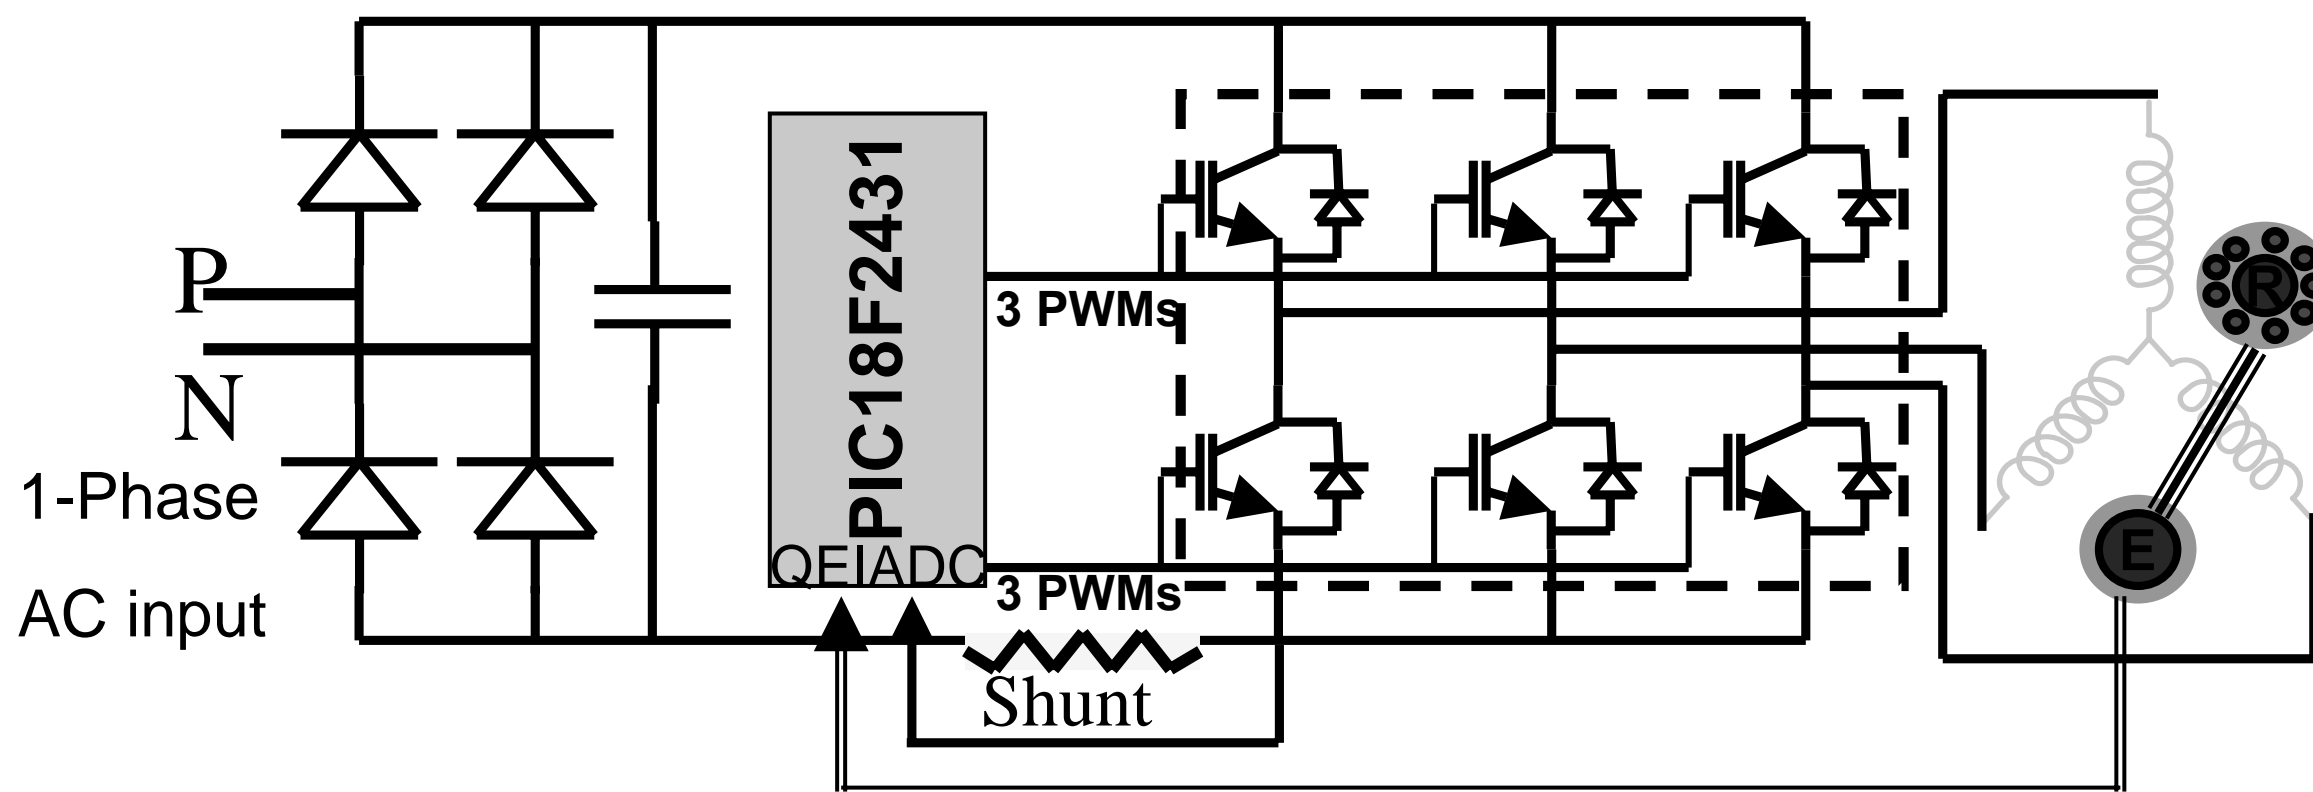 P
N
1-Phase
AC input
PIC18F2431
QEI ADC
3 PWMs
3 PWMs
Shunt
R
E